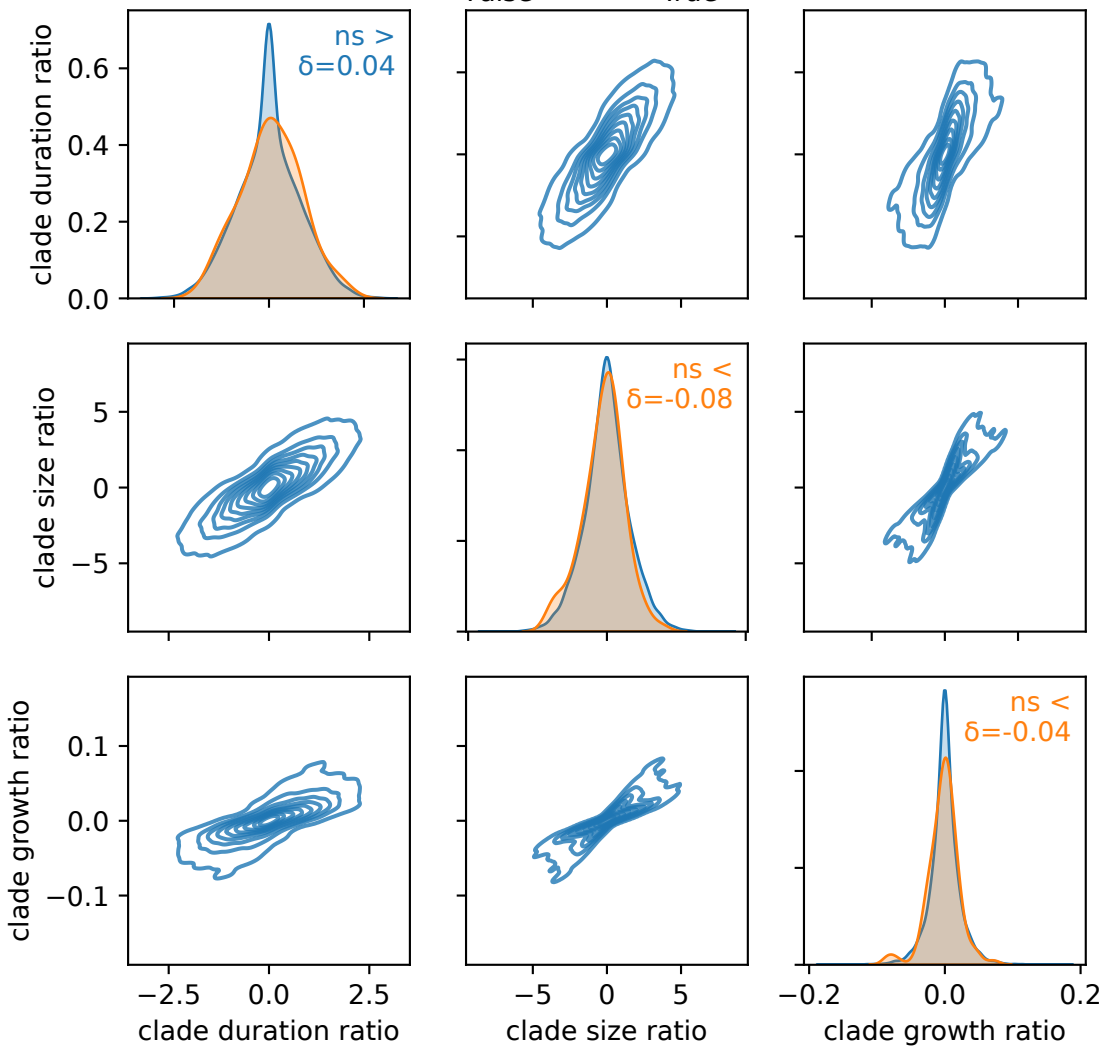 clade duration ratio
0.6
0.4
0.2
0.0
ns >
δ=0.04
clade size ratio
5
0
−5
ns <
δ=-0.08
clade growth ratio
0.1
0.0
−0.1
ns <
δ=-0.04
−2.5
0.0
2.5
−5
0
5
−0.2
0.0
0.2
clade duration ratio
clade size ratio
clade growth ratio